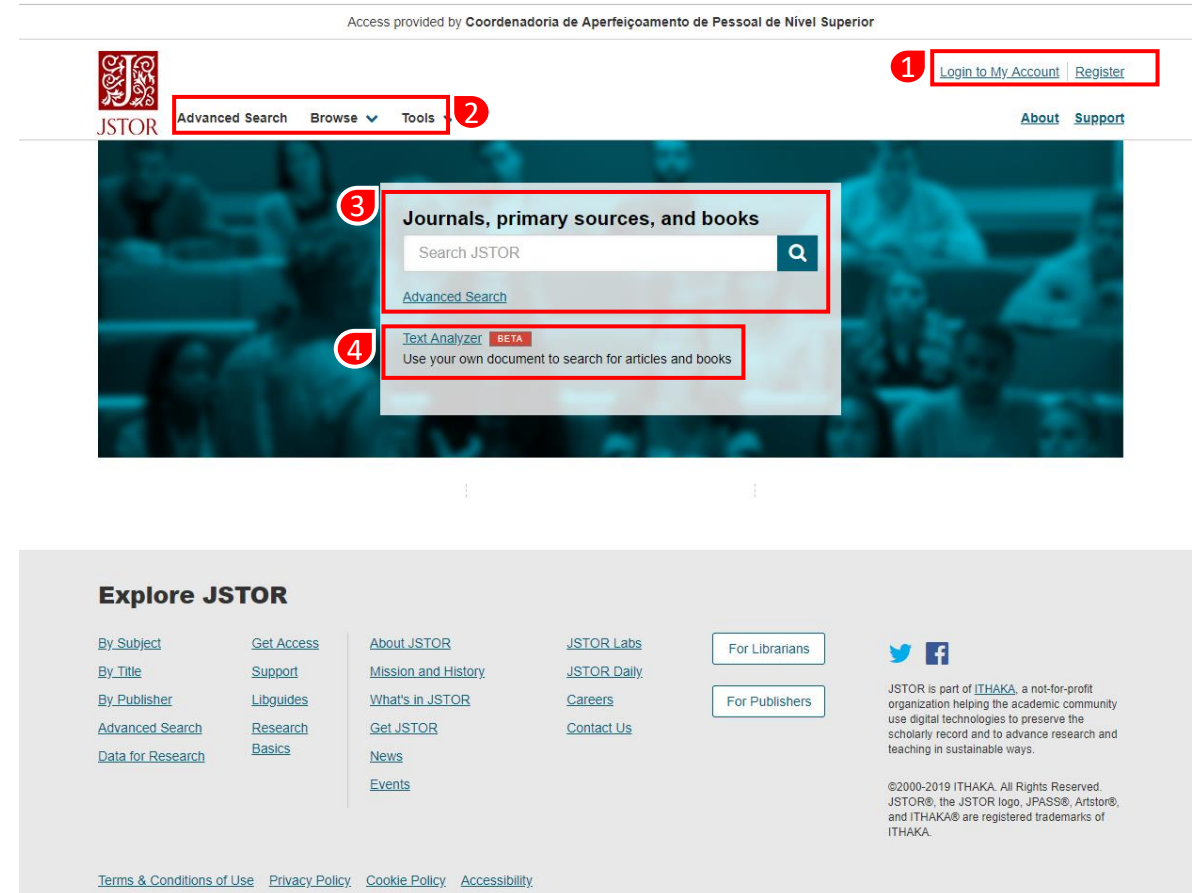 Access provided by Coordenadoria de Aperfeiçoamento de Pessoal de Nível Superior
1
Login to My Account Register
JSTOR
Advanced Search Browse Tools
2
About Support
3
Journals, primary sources, and books
Search JSTOR
Advanced Search
4
Text Analyzer BETA
Use your own document to search for articles and books
Explore JSTOR
By Subject
By Title
By Publisher
Advanced Search
Data for Research
Get Access
Support
Libguides
Research
Basics
About JSTOR
Mission and History
What's in JSTOR
Get JSTOR
News
Events
JSTOR Labs
JSTOR Daily
Careers
Contact Us
For Librarians
For Publishers
JSTOR is part of ITHAKA, a not-for-profit
organization helping the academic community
use digital technologies to preserve the
scholarly record and to advance research and
teaching in sustainable ways.
©2000-2019 ITHAKA. All Rights Reserved.
JSTOR®, the JSTOR logo, JPASS®, Artstor®,
and ITHAKA® are registered trademarks of
ITHAKA.
Terms & Conditions of Use Privacy Policy Cookie Policy Accessibility